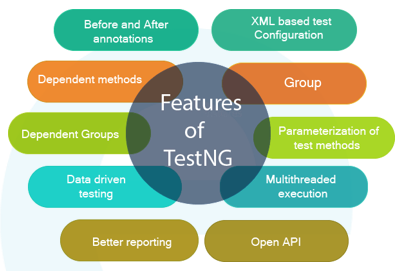 Before and After
annotations
XML based test
Configuration
Dependent methods
Group
Features
of
TestNG
Dependent Groups
Parameterization of
test methods
Data driven
testing
Multithreaded
execution
Better reporting
Open API